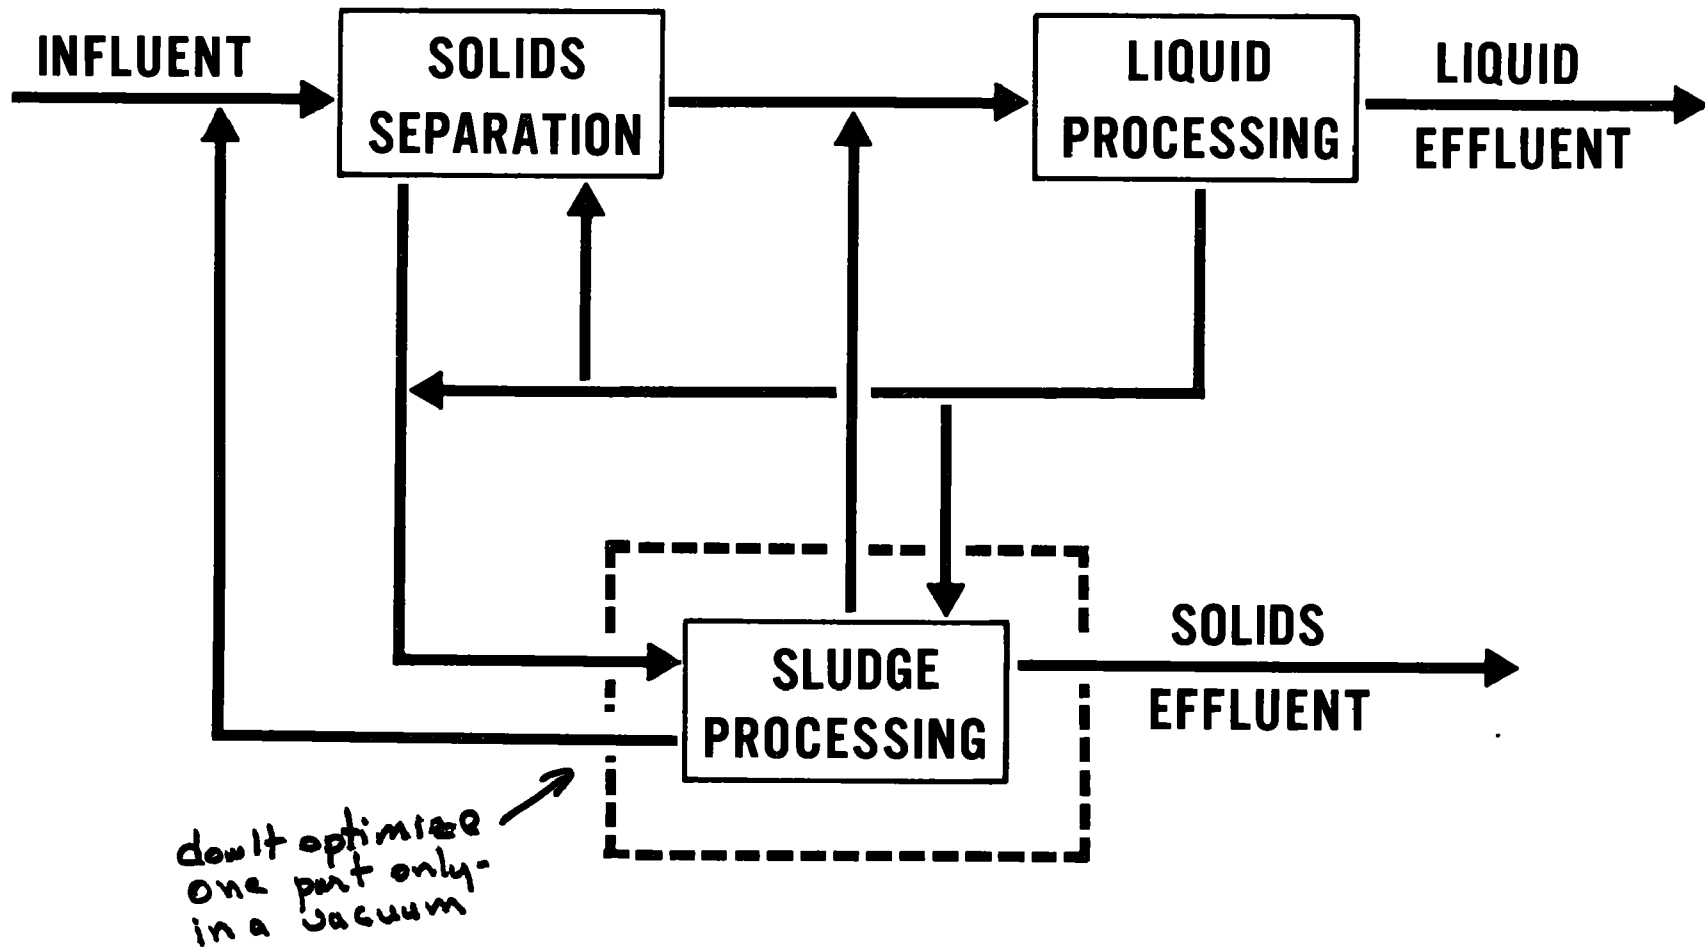 INFLUENT
SOLIDS
SEPARATION
LIQUID
PROCESSING
LIQUID
EFFLUENT
SLUDGE
PROCESSING
SOLIDS
EFFLUENT
don't optimize
one part only-
in a vacuum